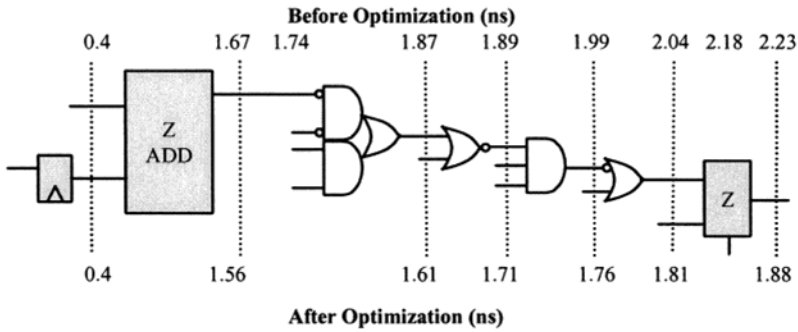 Before Optimization (ns)
0.4 1.67 1.74 1.87 1.89 1.99 2.04 2.18 2.23
Z
ADD
Z
0.4 1.56 1.61 1.71 1.76 1.81 1.88
After Optimization (ns)